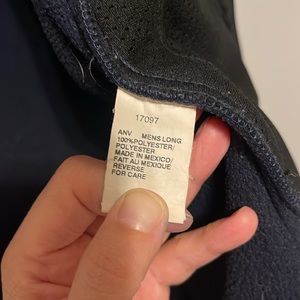 17097
ANV MENS LONG
100%POLYESTER/
POLYESTER
MADE IN MEXICO/
FAIT AU MEXIQUE
REVERSE
FOR CARE